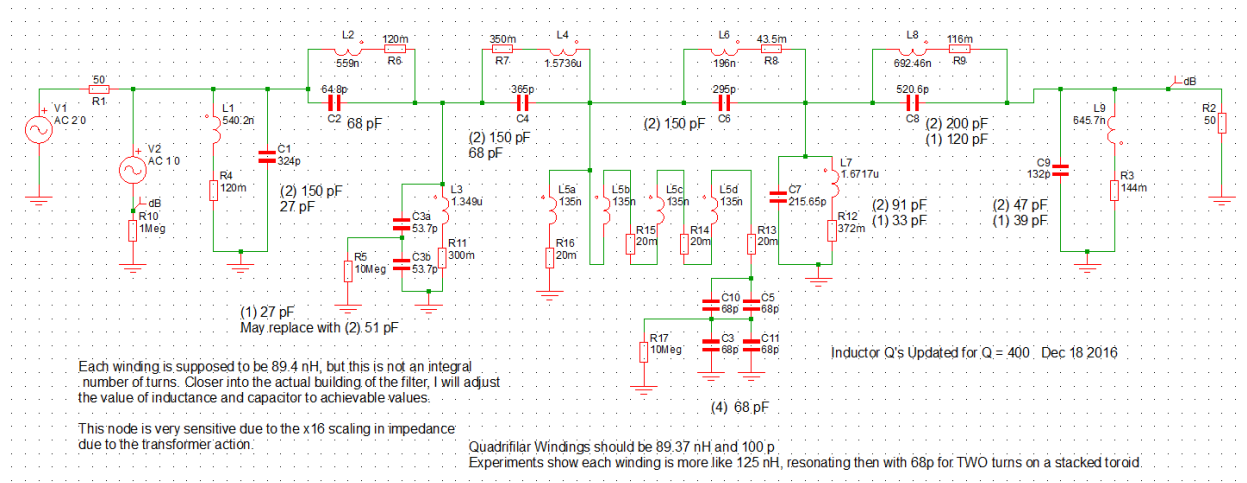 L2
559n
120m
R6
64.8p
C2
68 pF
350m
R7
L4
1.5736u
365p
C4
(2) 150 pF
68 pF
L6
196n
43.5m
R8
295p
C6
(2) 150 pF
L8
692.46n
116m
R9
520.6p
C8
(2) 200 pF
(1) 120 pF
V1
AC 2 0
50
R1
V2
AC 1 0
dB
R10
1Meg
L1
540.2n
R4
120m
C1
324p
(2) 150 pF
27 pF
C3a
53.7p
C3b
53.7p
R5
10Meg
L3
1.349u
R11
300m
(1) 27 pF
May replace with (2) 51 pF
L5a
135n
R16
20m
L5b
135n
R15
20m
L5c
135n
R14
20m
L5d
135n
R13
20m
C10
68p
C5
68p
C3
68p
C11
68p
R17
10Meg
(4) 68 pF
C7
215.65p
L7
1.6717u
R12
372m
(2) 91 pF
(1) 33 pF
C9
132p
(2) 47 pF
(1) 39 pF
L9
645.7n
R3
144m
dB
R2
50
Inductor Q's Updated for Q = 400 Dec 18 2016
Each winding is supposed to be 89.4 nH, but this is not an integral
number of turns. Closer into the actual building of the filter, I will adjust
the value of inductance and capacitor to achievable values.
This node is very sensitive due to the x16 scaling in impedance
due to the transformer action.
Quadrifilar Windings should be 89.37 nH and 100 p
Experiments show each winding is more like 125 nH, resonating then with 68p for TWO turns on a stacked toroid.